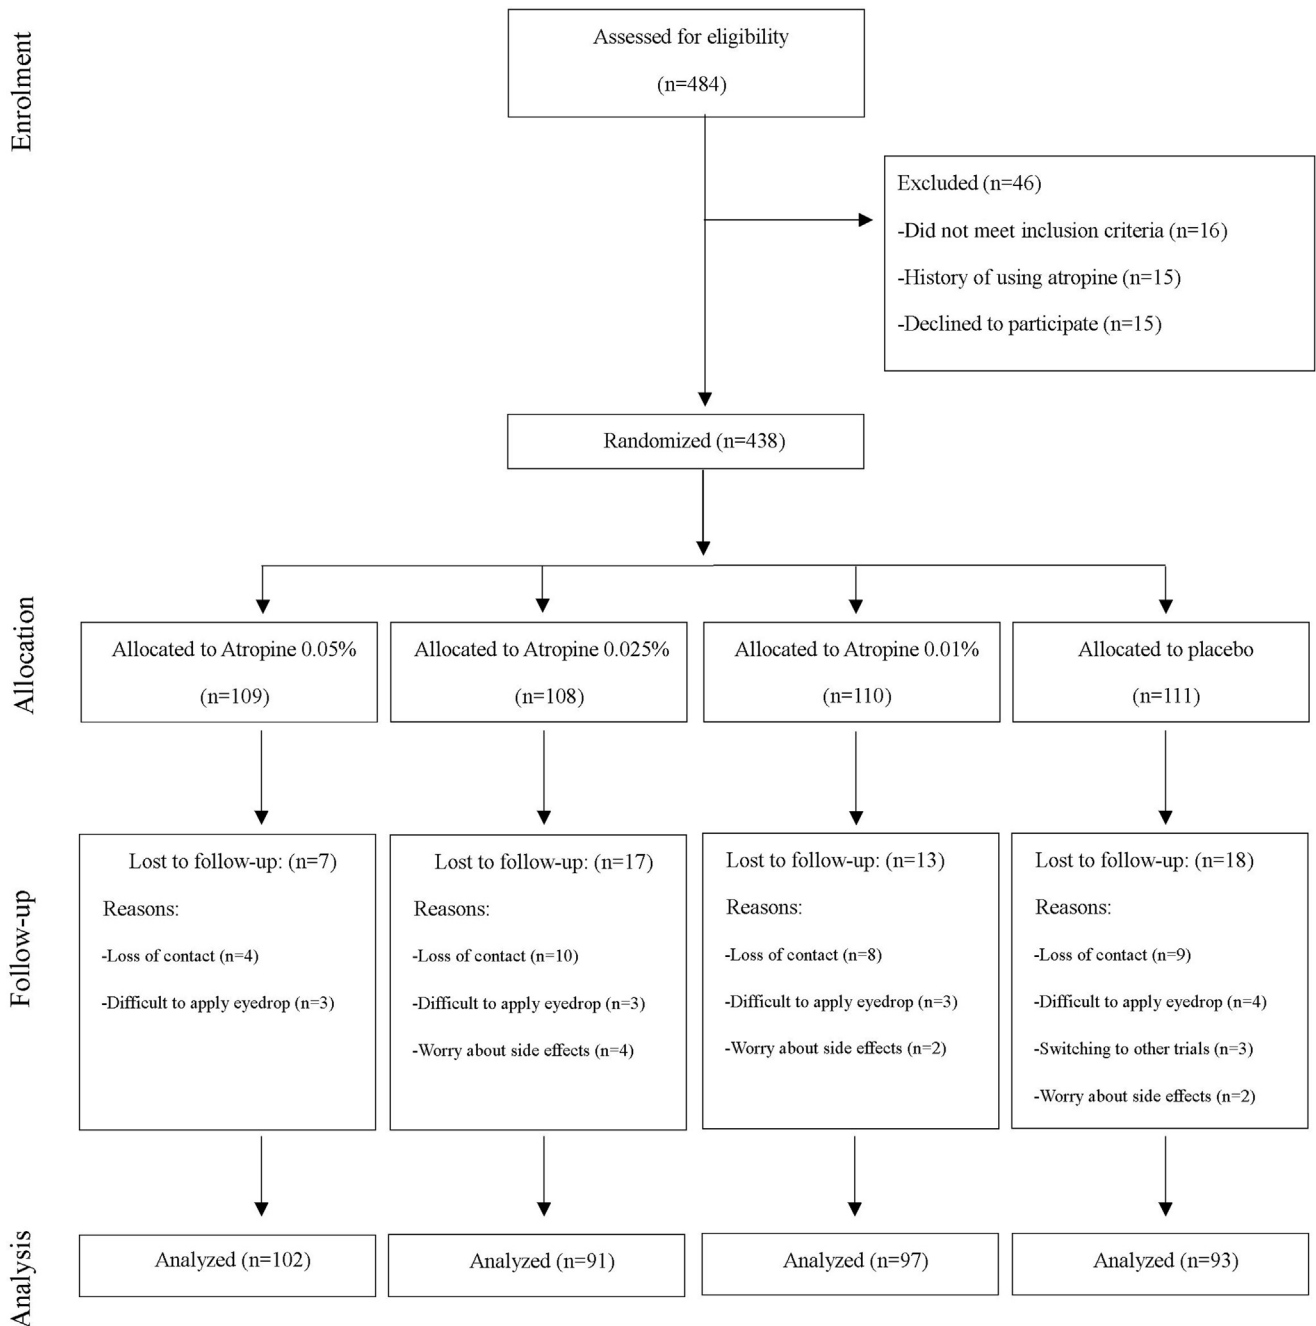 Enrolment
Assessed for eligibility
(n=484)
Excluded (n=46)
-Did not meet inclusion criteria (n=16)
-History of using atropine (n=15)
-Declined to participate (n=15)
Randomized (n=438)
Allocation
Allocated to Atropine 0.05%
(n=109)
Allocated to Atropine 0.025%
(n=108)
Allocated to Atropine 0.01%
(n=110)
Allocated to placebo
(n=111)
Follow-up
Lost to follow-up: (n=7)
Reasons:
-Loss of contact (n=4)
-Difficult to apply eyedrop (n=3)
Lost to follow-up: (n=17)
Reasons:
-Loss of contact (n=10)
-Difficult to apply eyedrop (n=3)
-Worry about side effects (n=4)
Lost to follow-up: (n=13)
Reasons:
-Loss of contact (n=8)
-Difficult to apply eyedrop (n=3)
-Worry about side effects (n=2)
Lost to follow-up: (n=18)
Reasons:
-Loss of contact (n=9)
-Difficult to apply eyedrop (n=4)
-Switching to other trials (n=3)
-Worry about side effects (n=2)
Analysis
Analyzed (n=102)
Analyzed (n=91)
Analyzed (n=97)
Analyzed (n=93)